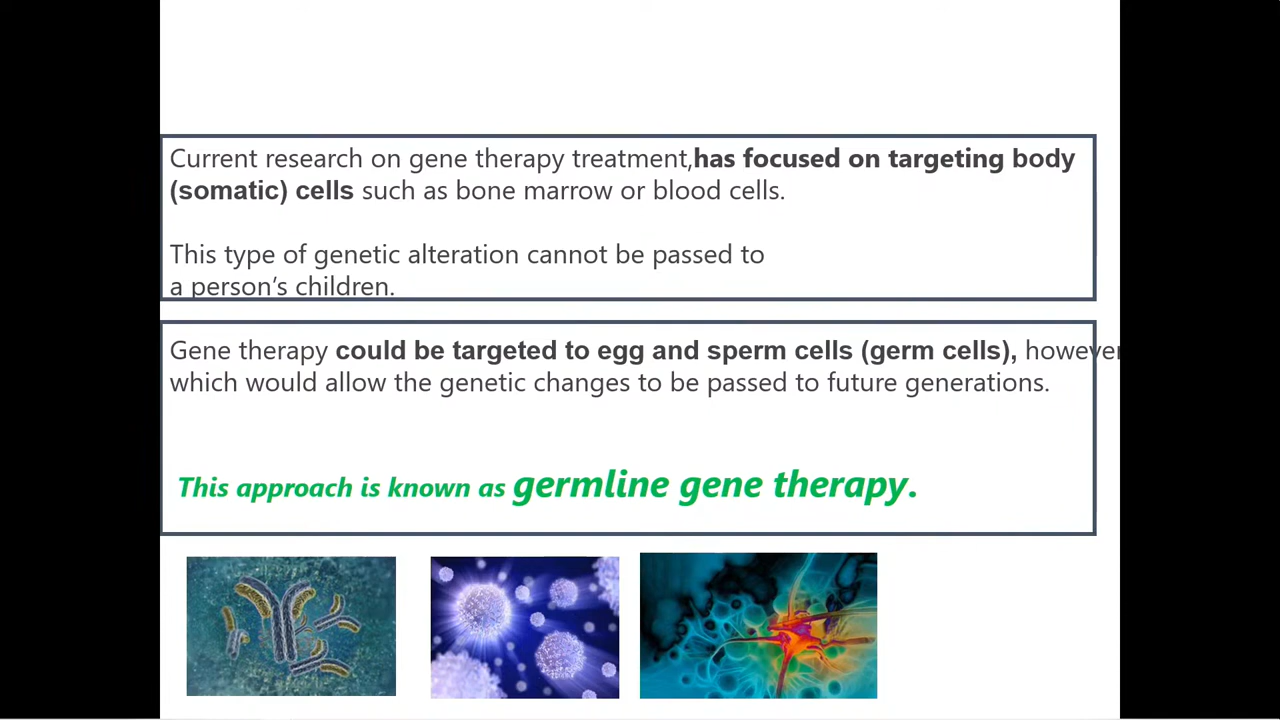 Current research on gene therapy treatment,has focused on targeting body
(somatic) cells such as bone marrow or blood cells.
This type of genetic alteration cannot be passed to
a person’s children.
Gene therapy could be targeted to egg and sperm cells (germ cells), however
which would allow the genetic changes to be passed to future generations.
This approach is known as germline gene therapy.